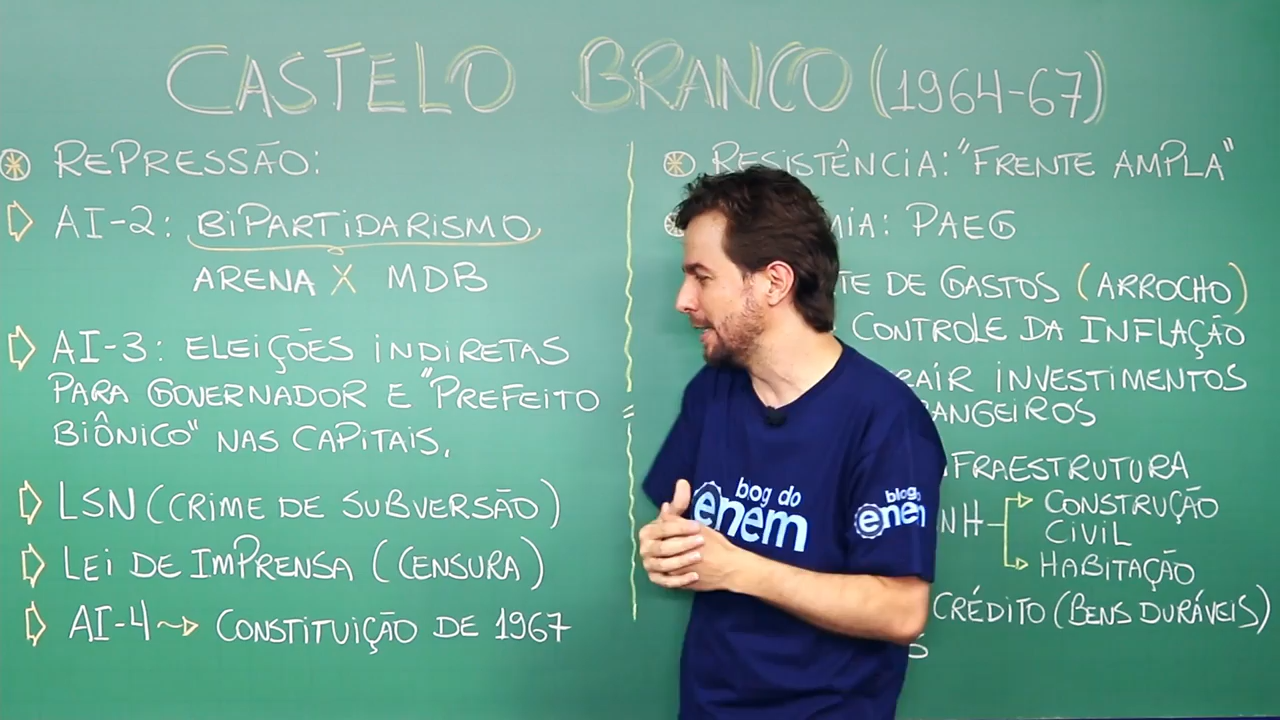 CASTELO BRANCO (1964-67)
REPRESSÃO:
AI-2: BIPARTIDARISMO
ARENA X MDB
AI-3: ELEIÇÕES INDIRETAS
PARA GOVERNADOR E "PREFEITO
BIÔNICO" NAS CAPITAIS.
LSN (CRIME DE SUBVERSÃO)
LEI DE IMPRENSA (CENSURA)
AI-4 → CONSTITUIÇÃO DE 1967
RESISTÊNCIA: "FRENTE AMPLA"
MIA: PAEG
TE DE GASTOS (ARROCHO)
CONTROLE DA INFLAÇÃO
RAIR INVESTIMENTOS
RANGEIROS
FRAESTRUTURA
NH
CONSTRUÇÃO
CIVIL
HABITAÇÃO
CRÉDITO (BENS DURÁVEIS)
bog do
enem
blog
enem